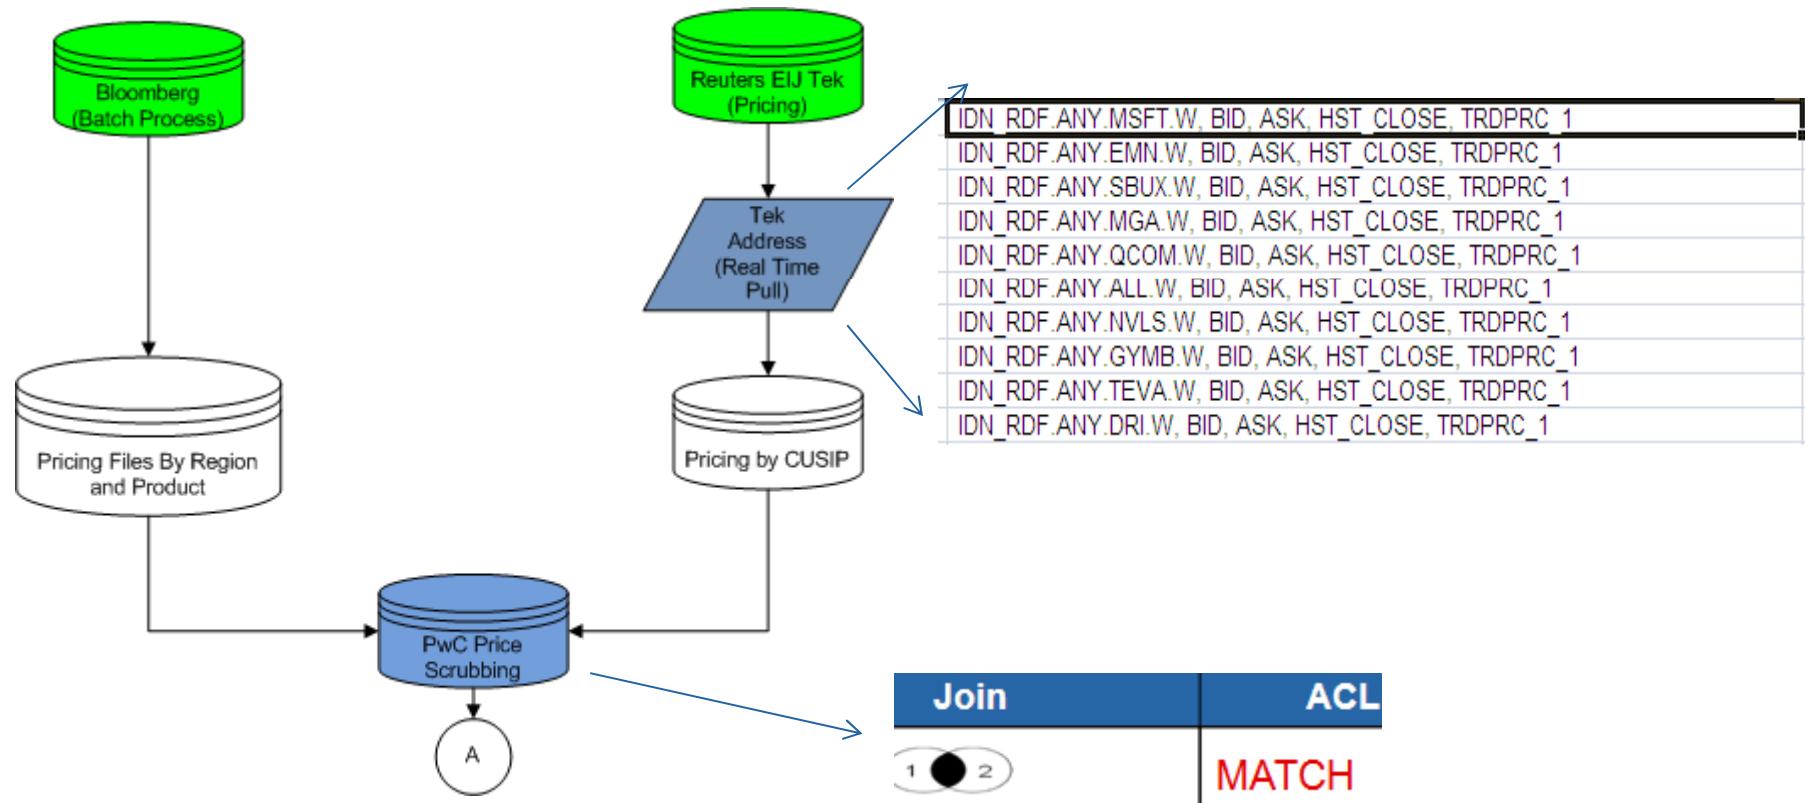 Bloomberg
(Batch Process)
Reuters EIJ Tek
(Pricing)
Tek
Address
(Real Time
Pull)
IDN_RDF.ANY.MSFT.W, BID, ASK, HST_CLOSE, TRDPRC_1
IDN_RDF.ANY.EMN.W, BID, ASK, HST_CLOSE, TRDPRC_1
IDN_RDF.ANY.SBUX.W, BID, ASK, HST_CLOSE, TRDPRC_1
IDN_RDF.ANY.MGA.W, BID, ASK, HST_CLOSE, TRDPRC_1
IDN_RDF.ANY.QCOM.W, BID, ASK, HST_CLOSE, TRDPRC_1
IDN_RDF.ANY.ALL.W, BID, ASK, HST_CLOSE, TRDPRC_1
IDN_RDF.ANY.NVLS.W, BID, ASK, HST_CLOSE, TRDPRC_1
IDN_RDF.ANY.GYMB.W, BID, ASK, HST_CLOSE, TRDPRC_1
IDN_RDF.ANY.TEVA.W, BID, ASK, HST_CLOSE, TRDPRC_1
IDN_RDF.ANY.DRI.W, BID, ASK, HST_CLOSE, TRDPRC_1
Pricing Files By Region
and Product
Pricing by CUSIP
PwC Price
Scrubbing
A
Join ACL
1 2 MATCH